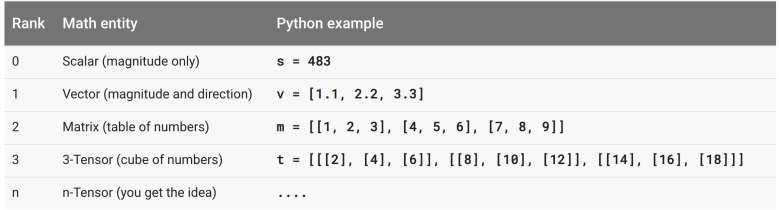 Rank Math entity Python example
0 Scalar (magnitude only) s = 483
1 Vector (magnitude and direction) v = [1.1, 2.2, 3.3]
2 Matrix (table of numbers) m = [[1, 2, 3], [4, 5, 6], [7, 8, 9]]
3 3-Tensor (cube of numbers) t = [[[2], [4], [6]], [[8], [10], [12]], [[14], [16], [18]]]
n n-Tensor (you get the idea) ....